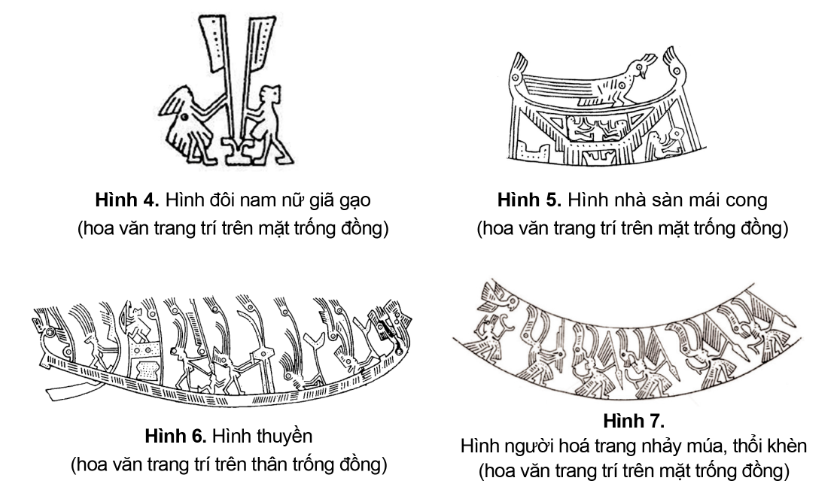 Hình 4. Hình đôi nam nữ giã gạo
(hoa văn trang trí trên mặt trống đồng)
Hình 5. Hình nhà sàn mái cong
(hoa văn trang trí trên mặt trống đồng)
Hình 6. Hình thuyền
(hoa văn trang trí trên thân trống đồng)
Hình 7.
Hình người hoá trang nhảy múa, thổi khèn
(hoa văn trang trí trên mặt trống đồng)